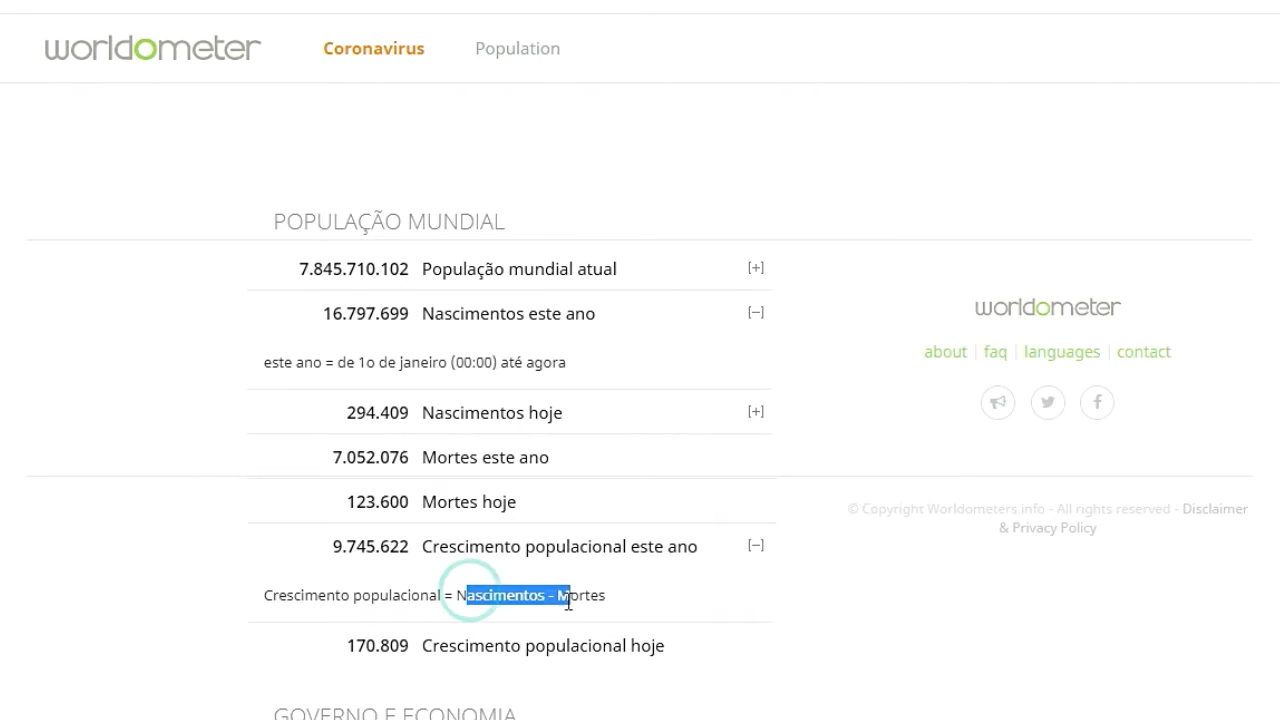 worldometer Coronavirus Population
POPULAÇÃO MUNDIAL
7.845.710.102 População mundial atual [+]
16.797.699 Nascimentos este ano [−]
este ano = de 1o de janeiro (00:00) até agora
294.409 Nascimentos hoje [+]
7.052.076 Mortes este ano
123.600 Mortes hoje
9.745.622 Crescimento populacional este ano [−]
Crescimento populacional = Nascimentos - Mortes
170.809 Crescimento populacional hoje
GOVERNO E ECONOMIA
worldometer
about | faq | languages | contact
© Copyright Worldometers.info - All rights reserved - Disclaimer
& Privacy Policy